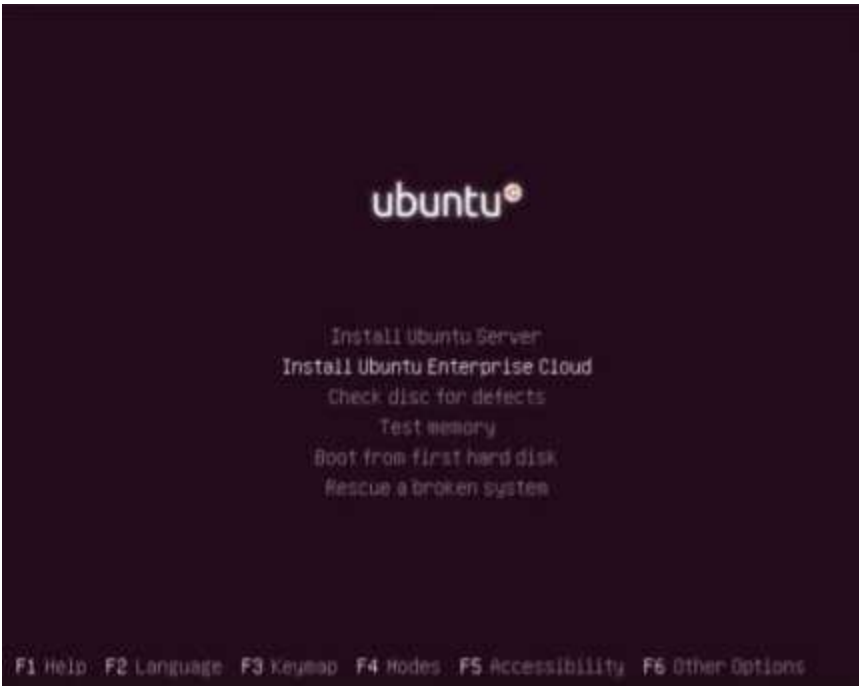 ubuntu
Install Ubuntu Server
Install Ubuntu Enterprise Cloud
Check disc for defects
Test memory
Boot from first hard disk
Rescue a broken system
F1 Help F2 Language F3 Keymap F4 Modes F5 Accessibility F6 Other Options